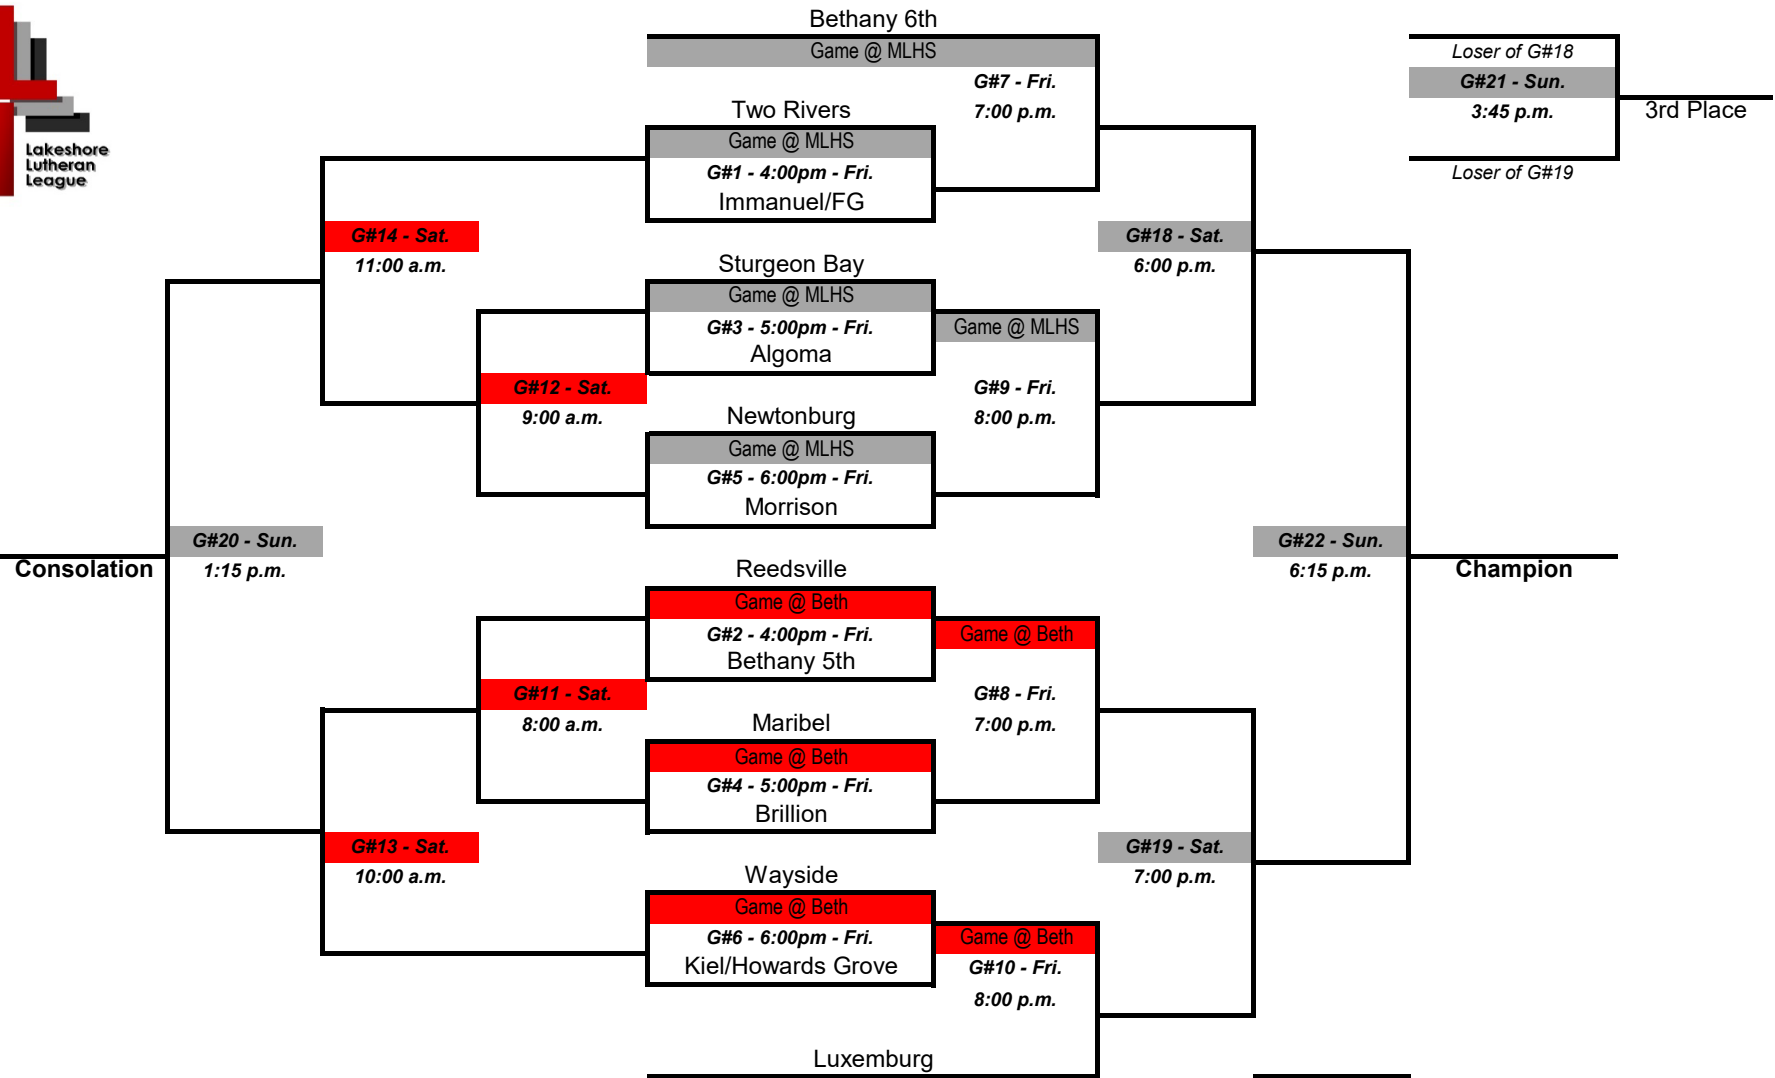 Bethany 6th
Game @ MLHS
Loser of G#18
G#7 - Fri.
G#21 - Sun.
Two Rivers
7:00 p.m.
3:45 p.m.
3rd Place
Game @ MLHS
Lakeshore
Lutheran
League
G#1 - 4:00pm - Fri.
Loser of G#19
Immanuel/FG
G#14 - Sat.
G#18 - Sat.
11:00 a.m.
Sturgeon Bay
6:00 p.m.
Game @ MLHS
G#3 - 5:00pm - Fri.
Game @ MLHS
Algoma
G#12 - Sat.
G#9 - Fri.
9:00 a.m.
Newtonburg
8:00 p.m.
Game @ MLHS
G#5 - 6:00pm - Fri.
Morrison
G#20 - Sun.
G#22 - Sun.
Consolation
1:15 p.m.
Reedsville
6:15 p.m.
Champion
Game @ Beth
G#2 - 4:00pm - Fri.
Game @ Beth
Bethany 5th
G#11 - Sat.
G#8 - Fri.
8:00 a.m.
Maribel
7:00 p.m.
Game @ Beth
G#4 - 5:00pm - Fri.
Brillion
G#13 - Sat.
G#19 - Sat.
10:00 a.m.
Wayside
7:00 p.m.
Game @ Beth
G#6 - 6:00pm - Fri.
Game @ Beth
Kiel/Howards Grove
G#10 - Fri.
8:00 p.m.
Luxemburg